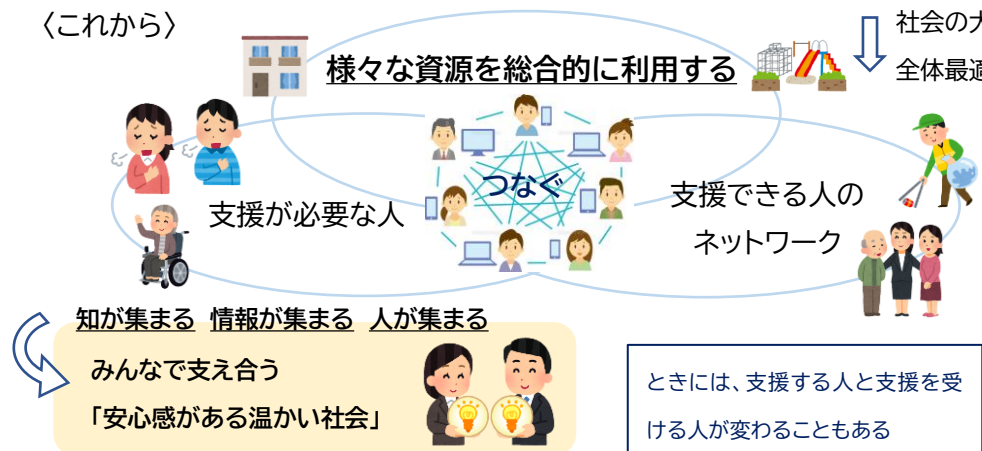 〈これから〉
社会の
全体最適
様々な資源を総合的に利用する
つなぐ
支援が必要な人
支援できる人の
ネットワーク
知が集まる 情報が集まる 人が集まる
みんなで支え合う
「安心感がある温かい社会」
ときには、支援する人と支援を受
ける人が変わることもある